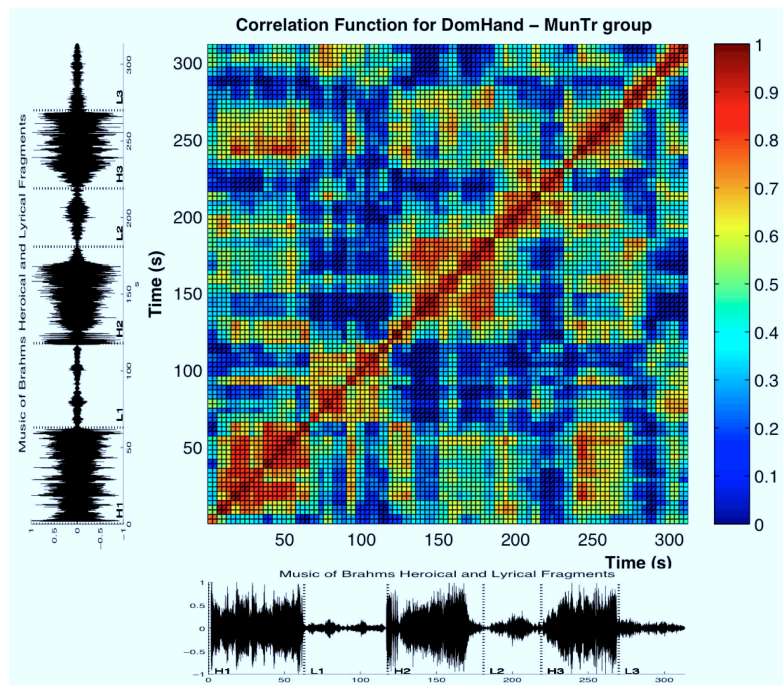 Correlation Function for DomHand – MunTr group
Music of Brahms Heroical and Lyrical Fragments
H1
L1
H2
L2
H3
L3
0
50
100
150
s
200
250
300
-1
-0.5
0
0.5
1
Time (s)
300
250
200
150
100
50
50
100
150
200
250
300
Time (s)
1
0.9
0.8
0.7
0.6
0.5
0.4
0.3
0.2
0.1
0
Music of Brahms Heroical and Lyrical Fragments
1
0.5
0
-0.5
-1
H1
L1
H2
L2
H3
L3
0
50
100
150
200
250
300